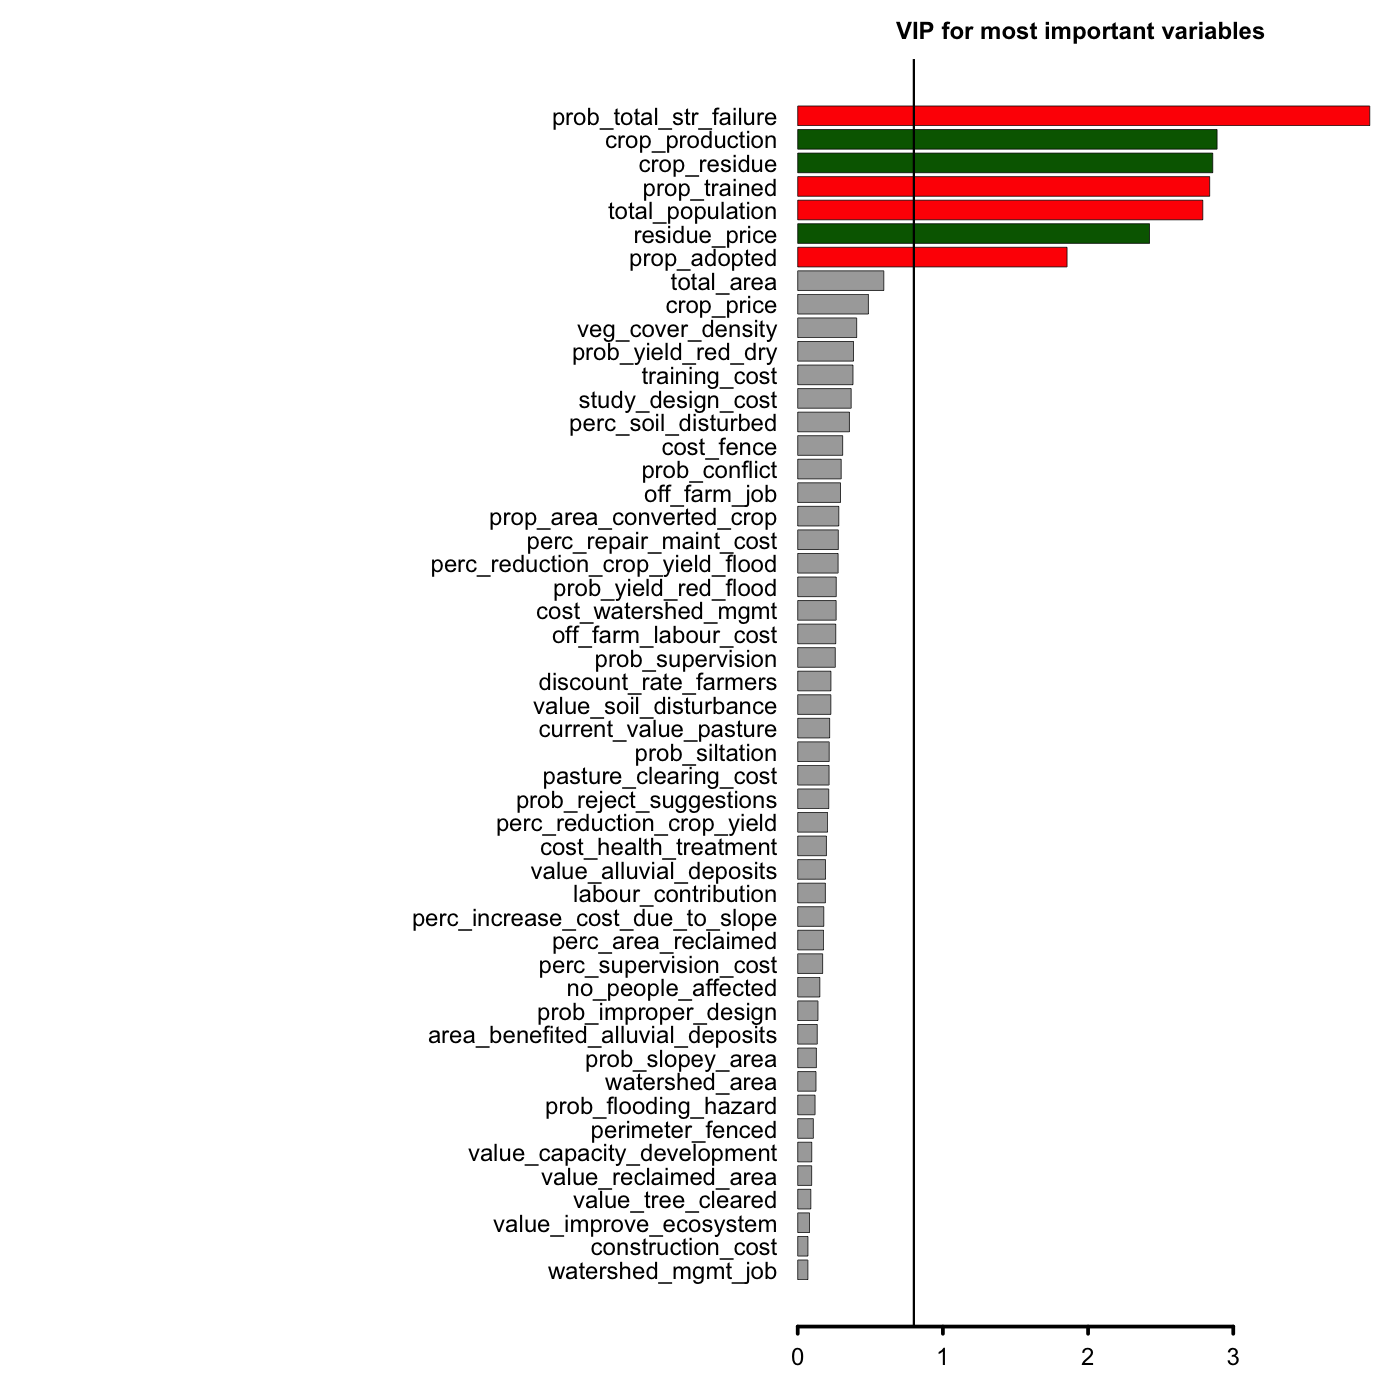 VIP for most important variables
prob_total_str_failure
crop_production
crop_residue
prop_trained
total_population
residue_price
prop_adopted
total_area
crop_price
veg_cover_density
prob_yield_red_dry
training_cost
study_design_cost
perc_soil_disturbed
cost_fence
prob_conflict
off_farm_job
prop_area_converted_crop
perc_repair_maint_cost
perc_reduction_crop_yield_flood
prob_yield_red_flood
cost_watershed_mgmt
off_farm_labour_cost
prob_supervision
discount_rate_farmers
value_soil_disturbance
current_value_pasture
prob_siltation
pasture_clearing_cost
prob_reject_suggestions
perc_reduction_crop_yield
cost_health_treatment
value_alluvial_deposits
labour_contribution
perc_increase_cost_due_to_slope
perc_area_reclaimed
perc_supervision_cost
no_people_affected
prob_improper_design
area_benefited_alluvial_deposits
prob_slopey_area
watershed_area
prob_flooding_hazard
perimeter_fenced
value_capacity_development
value_reclaimed_area
value_tree_cleared
value_improve_ecosystem
construction_cost
watershed_mgmt_job
0 1 2 3